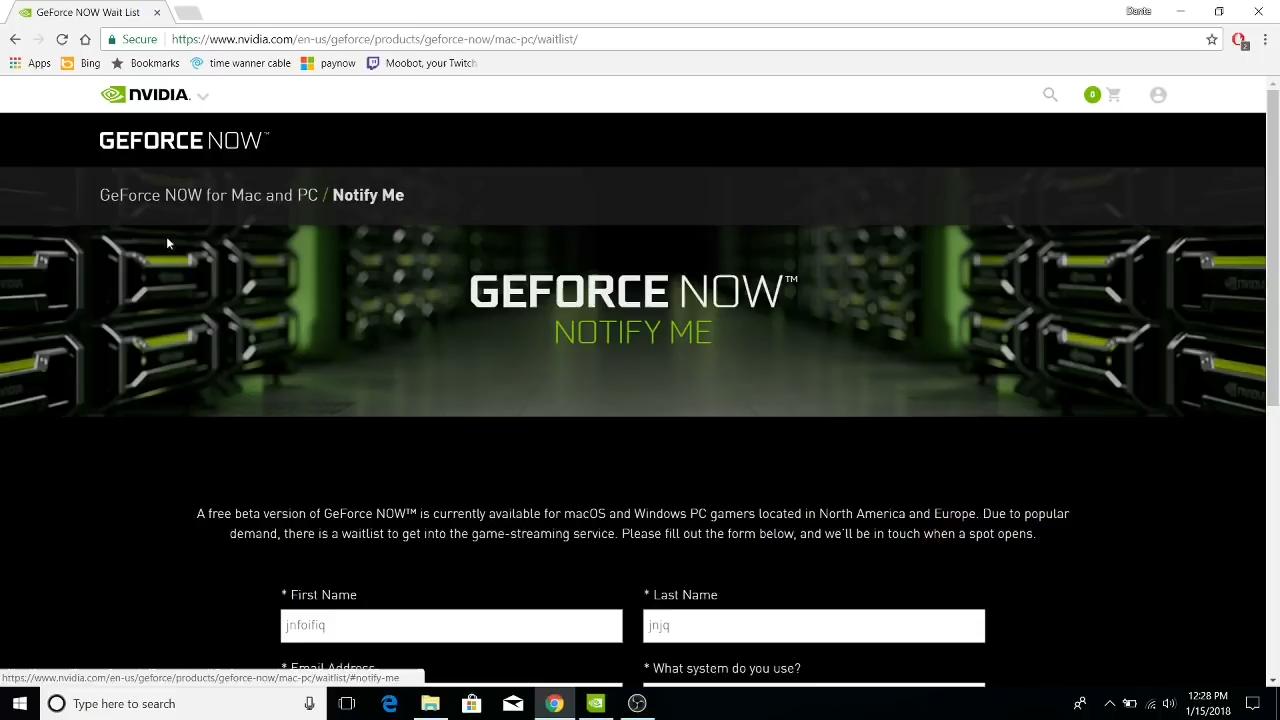 GeForce NOW Wait List
Dante
Secure
https://www.nvidia.com/en-us/geforce/products/geforce-now/mac-pc/waitlist/
Apps
Bing
Bookmarks
time wanner cable
paynow
Moobot, your Twitch
NVIDIA.
0
GEFORCE NOW™
GeForce NOW for Mac and PC / Notify Me
GEFORCE NOW™
NOTIFY ME
A free beta version of GeForce NOW™ is currently available for macOS and Windows PC gamers located in North America and Europe. Due to popular
demand, there is a waitlist to get into the game-streaming service. Please fill out the form below, and we'll be in touch when a spot opens.
* First Name
* Last Name
jnfoifiq
jnjq
* Email Address
* What system do you use?
https://www.nvidia.com/en-us/geforce/products/geforce-now/mac-pc/waitlist/#notify-me
Type here to search
12:28 PM
1/15/2018